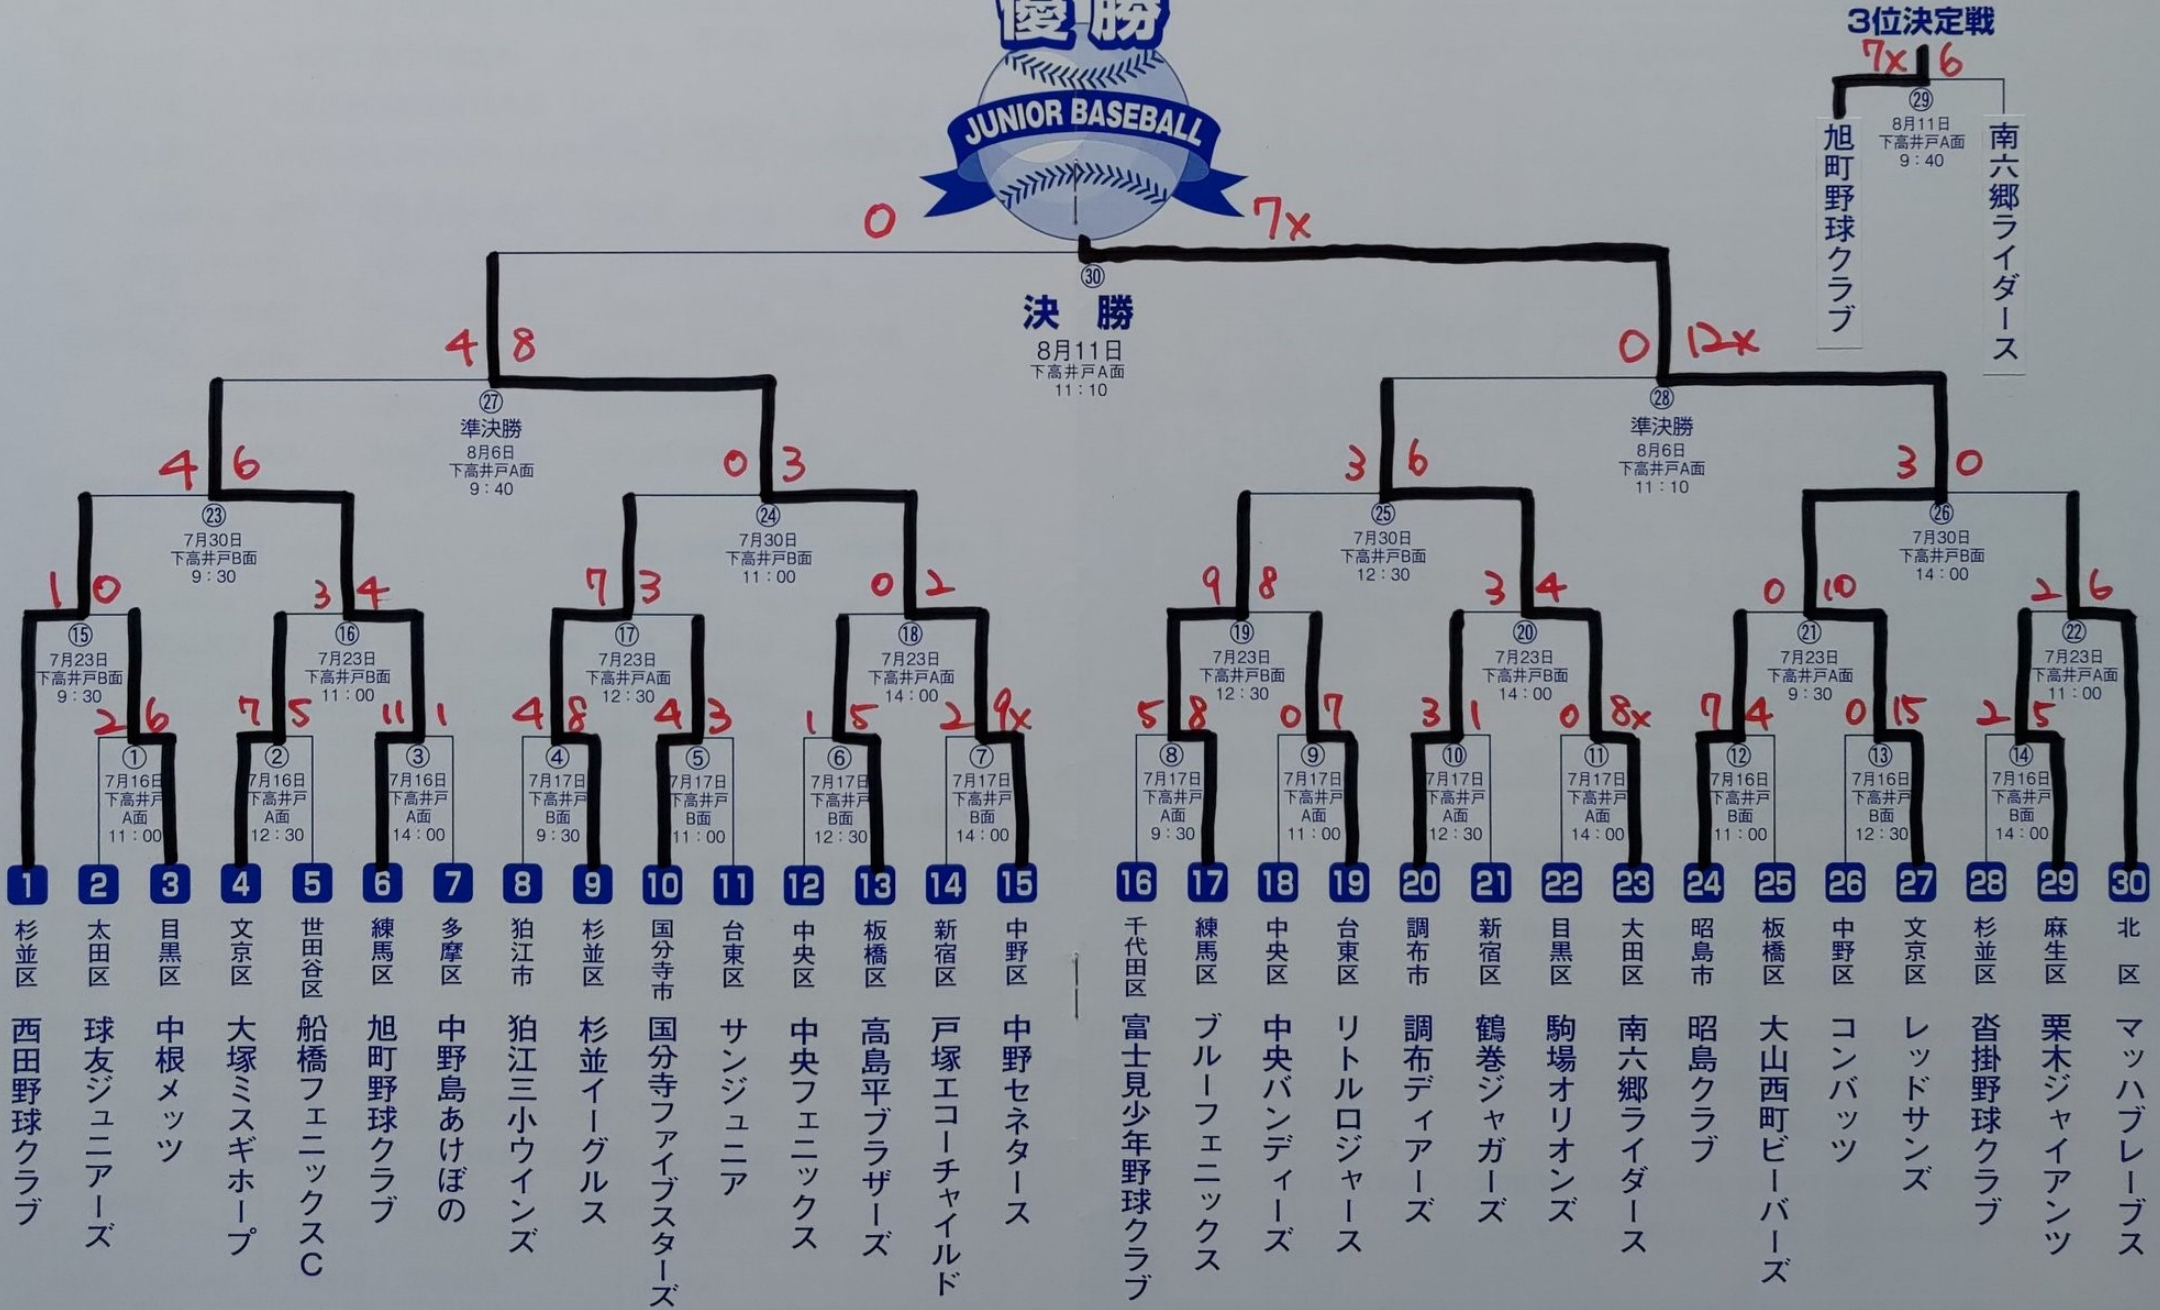 優勝
JUNIOR BASEBALL
3位決定戦
7x 6
㉙
8月11日
下高井戸A面
9：40
旭町野球クラブ
南六郷ライダース
0 7x
㉚
決 勝
8月11日
下高井戸A面
11：10
4 8
㉗
準決勝
8月6日
下高井戸A面
9：40
0 12x
㉘
準決勝
8月6日
下高井戸A面
11：10
4 6
㉓
7月30日
下高井戸B面
9：30
0 3
㉔
7月30日
下高井戸B面
11：00
3 6
㉕
7月30日
下高井戸B面
12：30
3 0
㉖
7月30日
下高井戸B面
14：00
1 0
⑮
7月23日
下高井戸B面
9：30
3 4
⑯
7月23日
下高井戸B面
11：00
7 3
⑰
7月23日
下高井戸A面
12：30
0 2
⑱
7月23日
下高井戸A面
14：00
9 8
⑲
7月23日
下高井戸B面
12：30
3 4
⑳
7月23日
下高井戸B面
14：00
0 10
㉑
7月23日
下高井戸A面
9：30
2 6
㉒
7月23日
下高井戸A面
11：00
2 6
①
7月16日
下高井戸
A面
11：00
7 5
②
7月16日
下高井戸
A面
12：30
11 1
③
7月16日
下高井戸
A面
14：00
4 8
④
7月17日
下高井戸
B面
9：30
4 3
⑤
7月17日
下高井戸
B面
11：00
1 5
⑥
7月17日
下高井戸
B面
12：30
2 9x
⑦
7月17日
下高井戸
B面
14：00
5 8
⑧
7月17日
下高井戸
A面
9：30
0 7
⑨
7月17日
下高井戸
A面
11：00
3 1
⑩
7月17日
下高井戸
A面
12：30
0 8x
⑪
7月17日
下高井戸
A面
14：00
7 4
⑫
7月16日
下高井戸
B面
11：00
0 15
⑬
7月16日
下高井戸
B面
12：30
2 5
⑭
7月16日
下高井戸
B面
14：00
1 杉並区 西田野球クラブ
2 太田区 球友ジュニアーズ
3 目黒区 中根メッツ
4 文京区 大塚ミスギホープ
5 世田谷区 船橋フェニックスC
6 練馬区 旭町野球クラブ
7 多摩区 中野島あけぼの
8 狛江市 狛江三小ウインズ
9 杉並区 杉並イーグルス
10 国分寺市 国分寺ファイブスターズ
11 台東区 サンジュニア
12 中央区 中央フェニックス
13 板橋区 高島平ブラザーズ
14 新宿区 戸塚エコーチャイルド
15 中野区 中野セネタース
16 千代田区 富士見少年野球クラブ
17 練馬区 ブルーフェニックス
18 中央区 中央バンディーズ
19 台東区 リトルロジャース
20 調布市 調布ディアーズ
21 新宿区 鶴巻ジャガーズ
22 目黒区 駒場オリオンズ
23 大田区 南六郷ライダース
24 昭島市 昭島クラブ
25 板橋区 大山西町ビーバーズ
26 中野区 コンバッツ
27 文京区 レッドサンズ
28 杉並区 沓掛野球クラブ
29 麻生区 栗木ジャイアンツ
30 北 区 マッハブレーブス